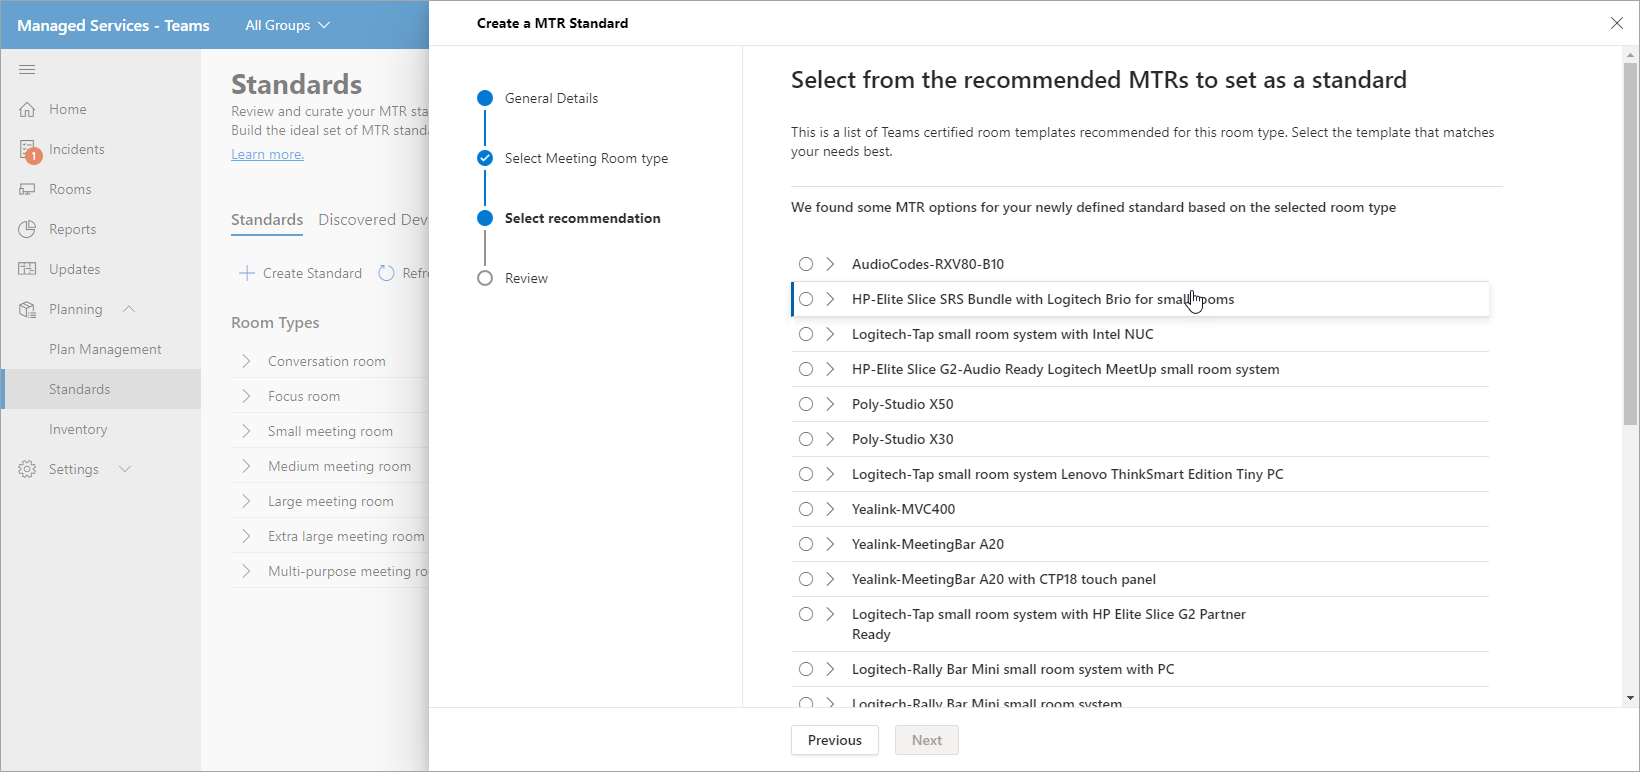 Managed Services - Teams
All Groups
Create a MTR Standard
Home
1
Incidents
Rooms
Reports
Updates
Planning
Plan Management
Standards
Inventory
Settings
Standards
Review and curate your MTR sta
Build the ideal set of MTR stand
Learn more.
Standards
Discovered Dev
Create Standard
Refr
Room Types
Conversation room
Focus room
Small meeting room
Medium meeting room
Large meeting room
Extra large meeting room
Multi-purpose meeting ro
General Details
Select Meeting Room type
Select recommendation
Review
Select from the recommended MTRs to set as a standard
This is a list of Teams certified room templates recommended for this room type. Select the template that matches
your needs best.
We found some MTR options for your newly defined standard based on the selected room type
AudioCodes-RXV80-B10
HP-Elite Slice SRS Bundle with Logitech Brio for small rooms
Logitech-Tap small room system with Intel NUC
HP-Elite Slice G2-Audio Ready Logitech MeetUp small room system
Poly-Studio X50
Poly-Studio X30
Logitech-Tap small room system Lenovo ThinkSmart Edition Tiny PC
Yealink-MVC400
Yealink-MeetingBar A20
Yealink-MeetingBar A20 with CTP18 touch panel
Logitech-Tap small room system with HP Elite Slice G2 Partner
Ready
Logitech-Rally Bar Mini small room system with PC
Logitech-Rally Bar Mini small room system
Previous
Next